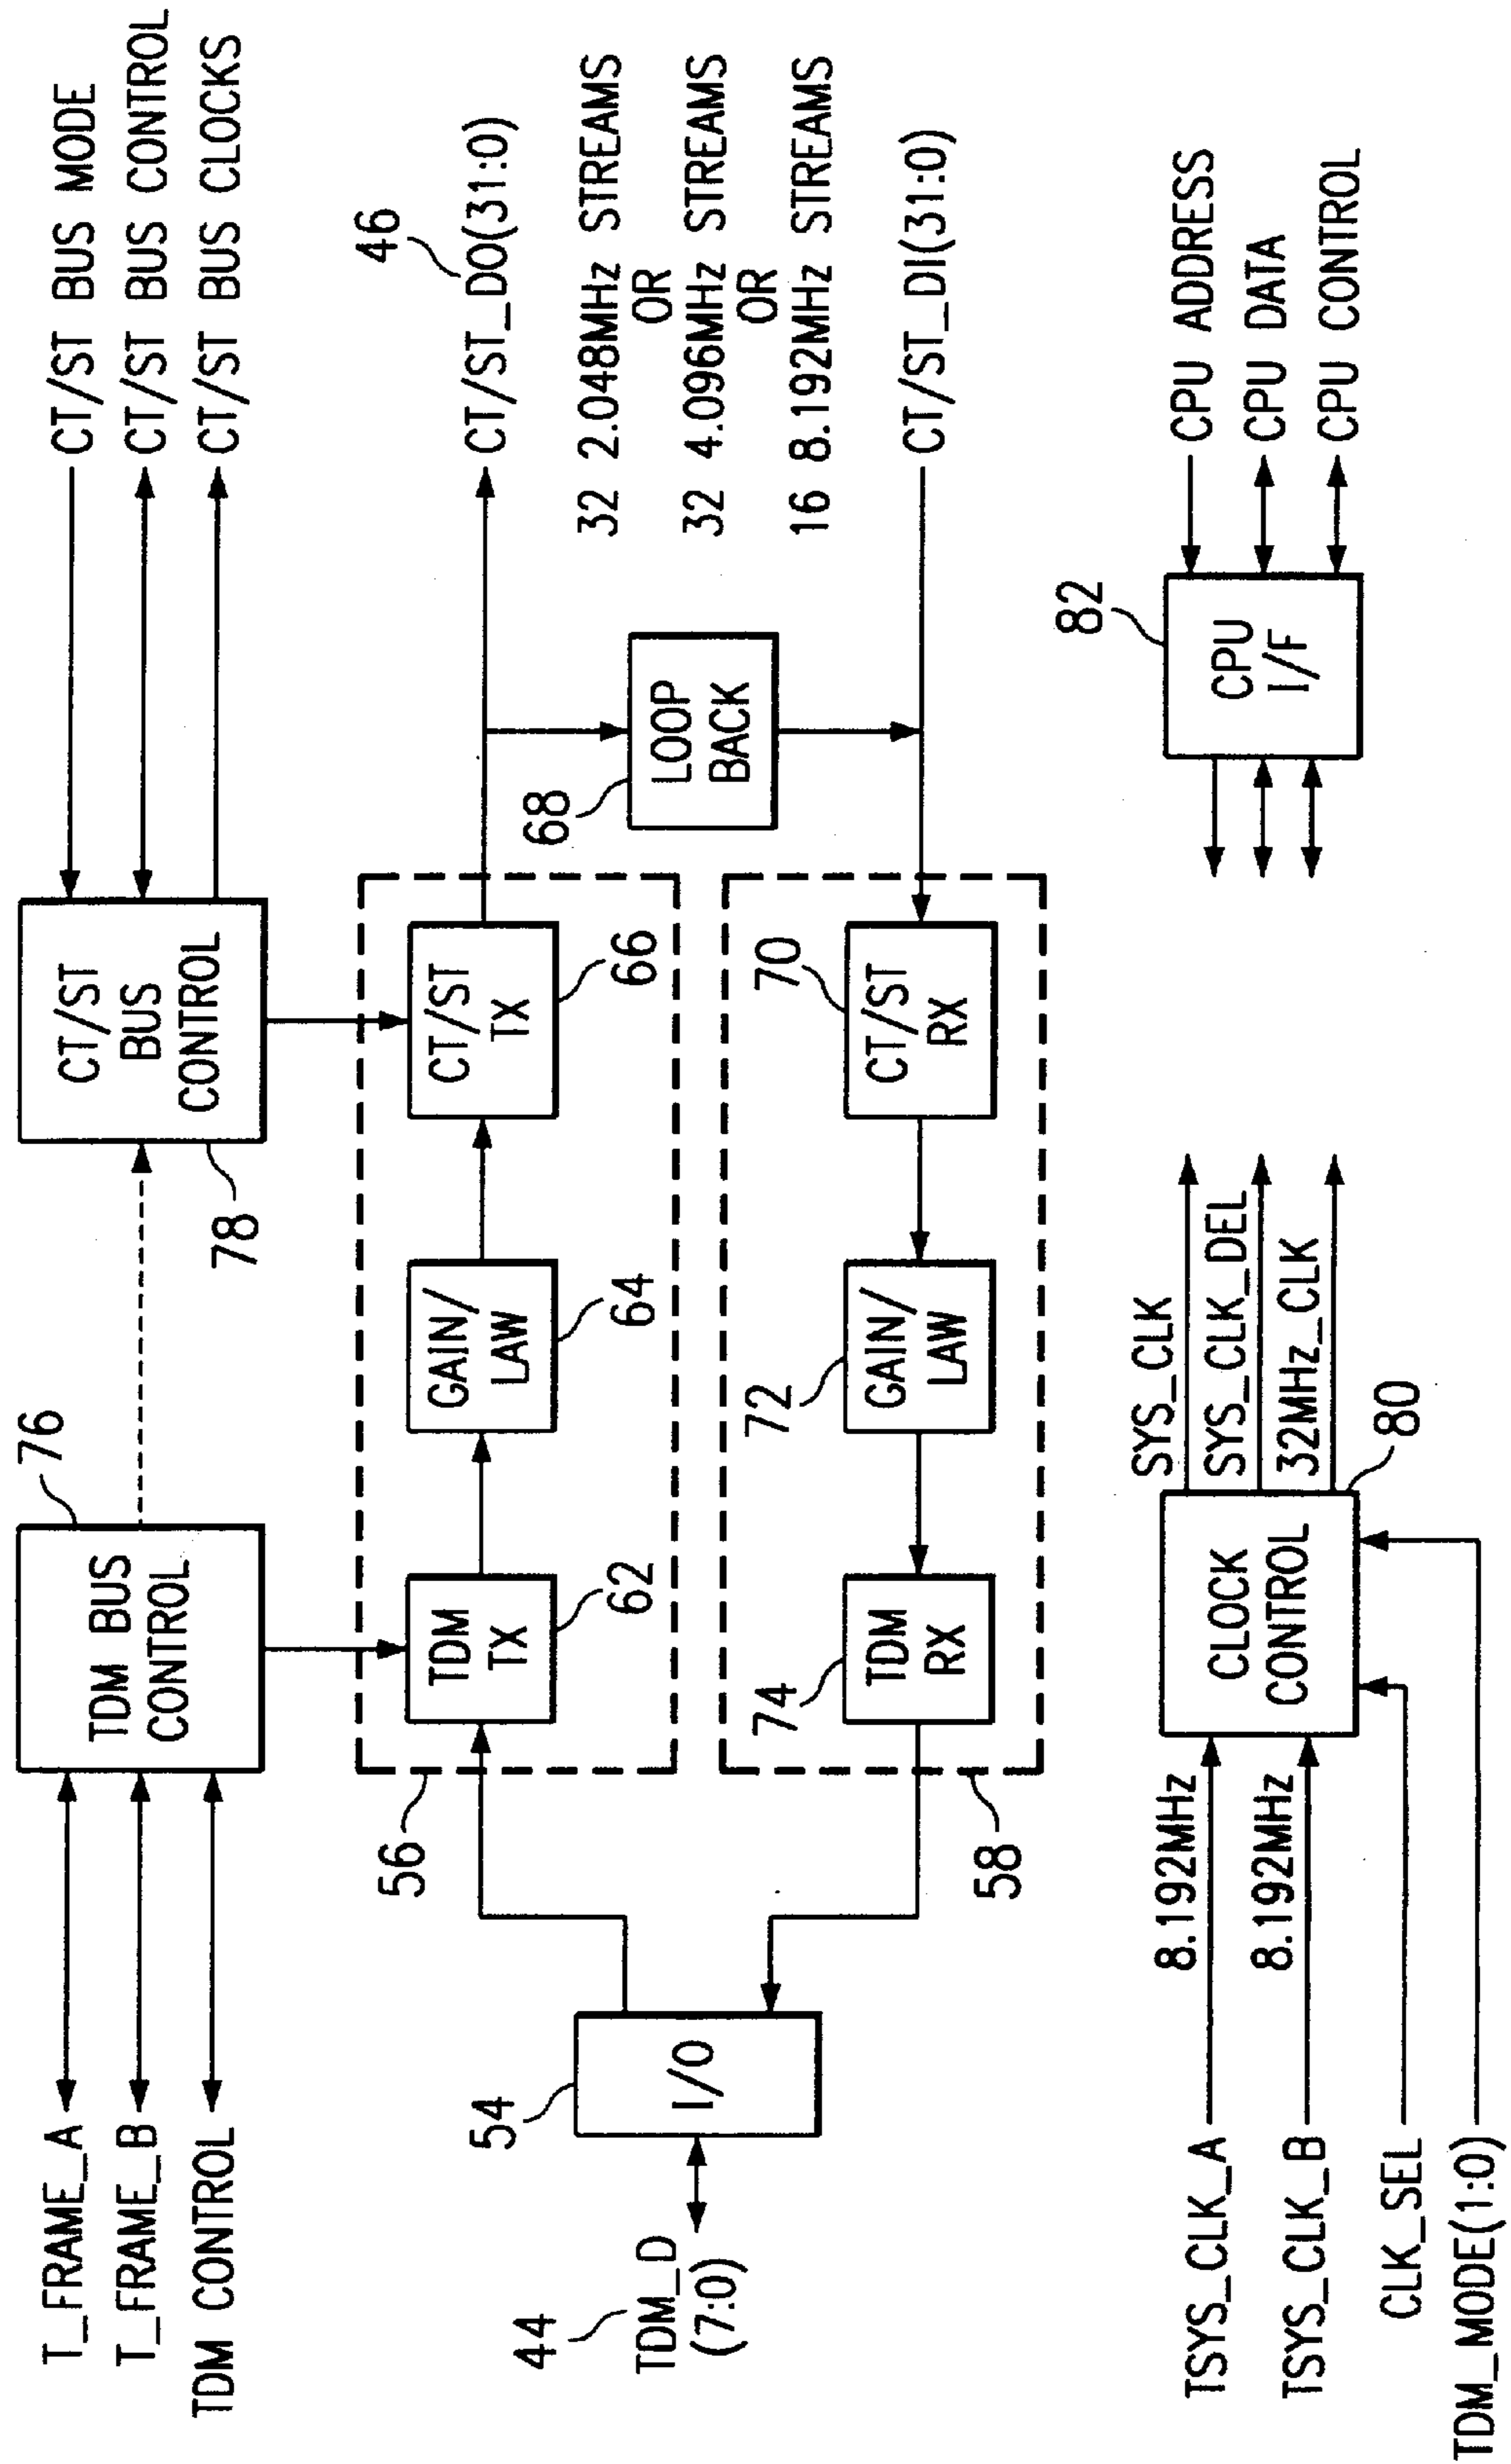 T_FRAME_A
T_FRAME_B
TDM CONTROL
76
TDM BUS
CONTROL
78
CT/ST
BUS
CONTROL
CT/ST BUS MODE
CT/ST BUS CONTROL
CT/ST BUS CLOCKS
44
TDM_D
(7:0)
54
I/O
56
TDM
TX
62
GAIN/
LAW
64
CT/ST
TX
66
46
CT/ST_DO(31:0)
68
LOOP
BACK
32 2.048MHz STREAMS
OR
32 4.096MHz STREAMS
OR
16 8.192MHz STREAMS
58
74
TDM
RX
72
GAIN/
LAW
70
CT/ST
RX
CT/ST_DI(31:0)
TSYS_CLK_A
8.192MHz
TSYS_CLK_B
8.192MHz
CLK_SEL
TDM_MODE(1:0)
CLOCK
CONTROL
80
SYS_CLK
SYS_CLK_DEL
32MHz_CLK
82
CPU
I/F
CPU ADDRESS
CPU DATA
CPU CONTROL